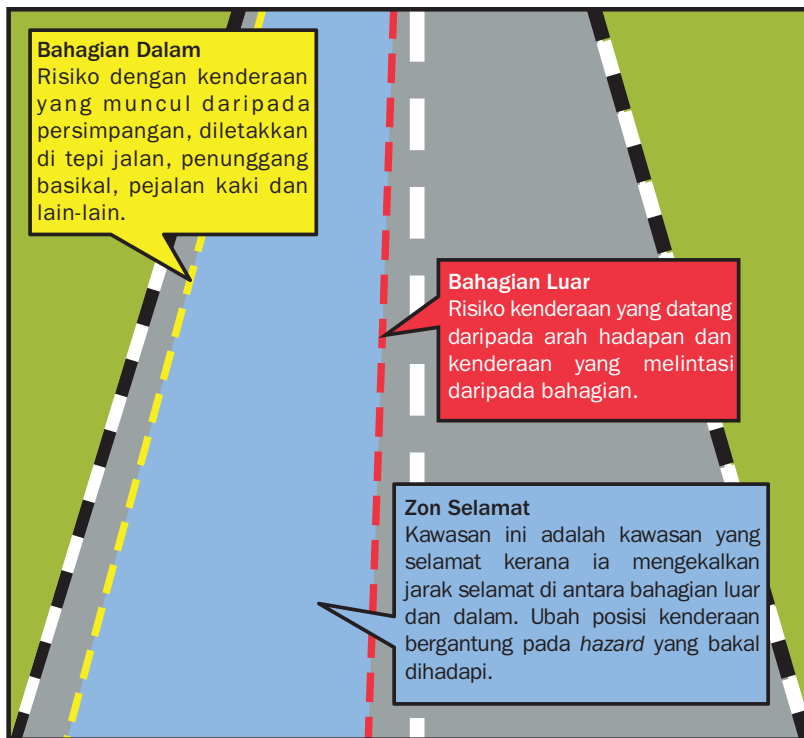 Bahagian Dalam
Risiko dengan kenderaan
yang muncul daripada
persimpangan, diletakkan
di tepi jalan, penunggang
basikal, pejalan kaki dan
lain-lain.
Bahagian Luar
Risiko kenderaan yang datang
daripada arah hadapan dan
kenderaan yang melintasi
daripada bahagian.
Zon Selamat
Kawasan ini adalah kawasan yang
selamat kerana ia mengekalkan
jarak selamat di antara bahagian luar
dan dalam. Ubah posisi kenderaan
bergantung pada hazard yang bakal
dihadapi.